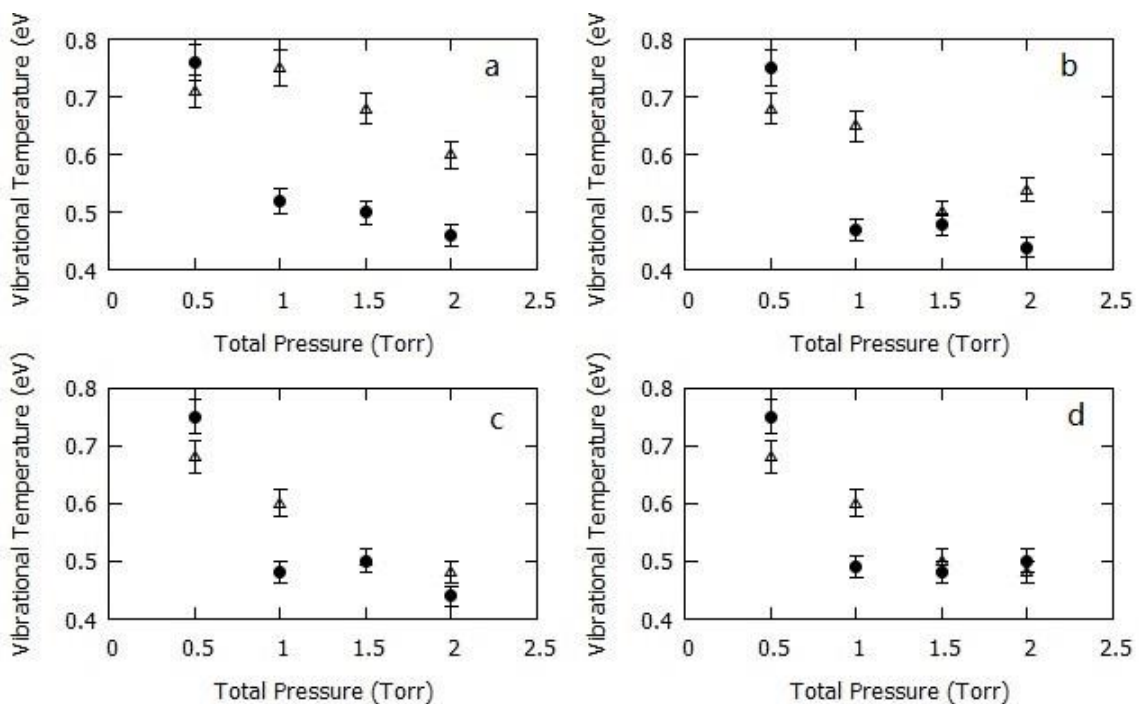 Vibrational Temperature (eV
0.8
0.7
0.6
0.5
0.4
a
0 0.5 1 1.5 2 2.5
Total Pressure (Torr)
Vibrational Temperature (eV
0.8
0.7
0.6
0.5
0.4
b
0 0.5 1 1.5 2 2.5
Total Pressure (Torr)
Vibrational Temperature (eV)
0.8
0.7
0.6
0.5
0.4
c
0 0.5 1 1.5 2 2.5
Total Pressure (Torr)
Vibrational Temperature (eV)
0.8
0.7
0.6
0.5
0.4
d
0 0.5 1 1.5 2 2.5
Total Pressure (Torr)